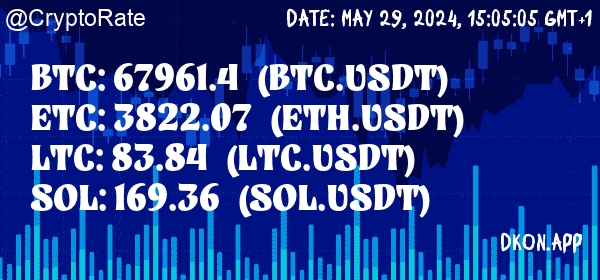 @CryptoRate
DATE: MAY 29, 2024, 15:05:05 GMT+1
BTC: 67961.4 (BTC.USDT)
ETC: 3822.07 (ETH.USDT)
LTC: 83.84 (LTC.USDT)
SOL: 169.36 (SOL.USDT)
DKON.APP